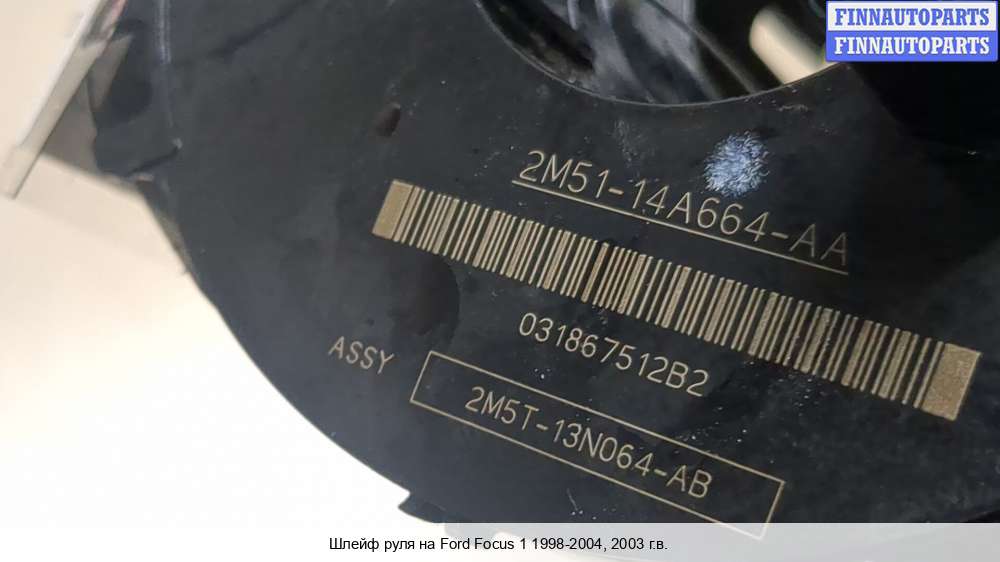 FINNAUTOPARTS
FINNAUTOPARTS
2M51-14A664-AA
031867512B2
ASSY
2M5T-13N064-AB
Шлейф руля на Ford Focus 1 1998-2004, 2003 г.в.